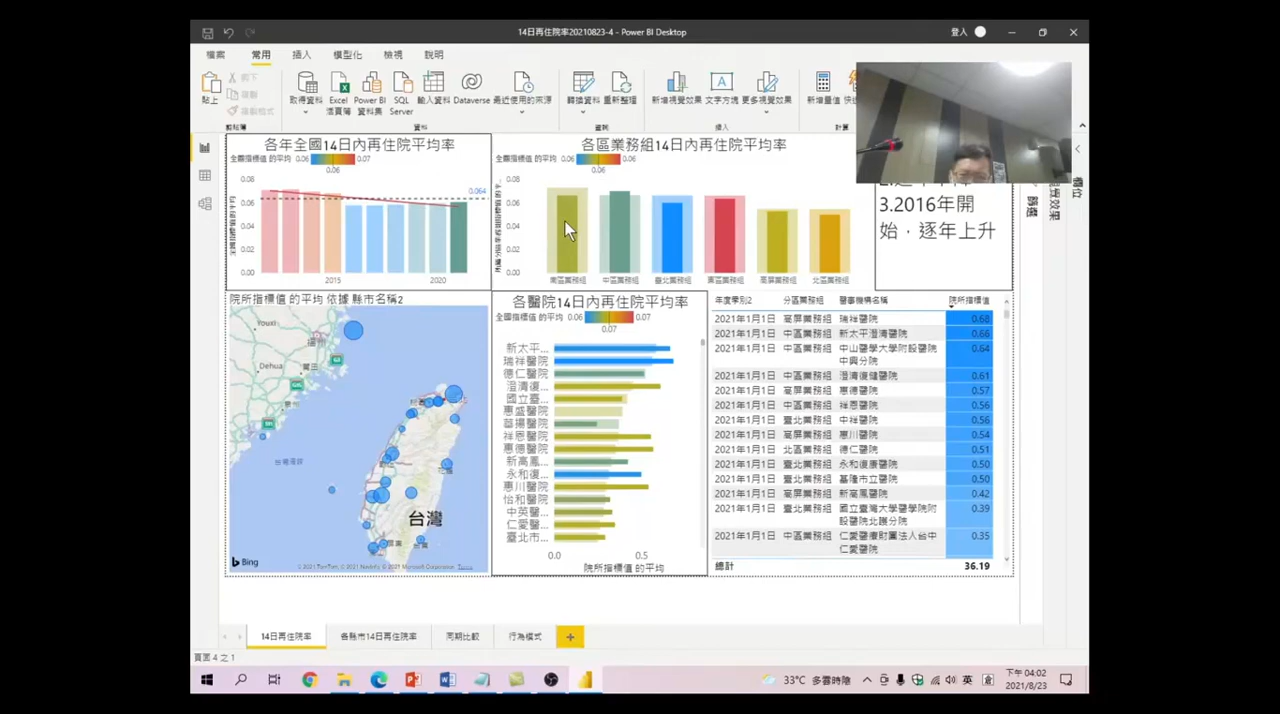 14日再住院率20210823-4 - Power BI Desktop
登入
檔案 常用 插入 模型化 檢視 說明
貼上
剪下
複製
複製格式
取得資料
Excel 活頁簿
Power BI 資料集
SQL Server
輸入資料
Dataverse
最近使用的來源
轉換資料
重新整理
新增視覺效果
文字方塊
更多視覺效果
新增量值
剪貼簿 資料 查詢 插入 計算
各年全國14日內再住院平均率
全國指標值 的平均 0.06 0.07
0.06
0.08
0.06
0.04
0.02
0.00
0.064
2015 2020
各區業務組14日內再住院平均率
0.06 0.06
0.06
0.08
0.06
0.04
0.02
0.00
南區業務組 中區業務組 臺北業務組 東區業務組 高屏業務組 北區業務組
3.2016年開
始，逐年上升
篩選
欄位
院所指標值 的平均 依據 縣市名稱2
Youxi
福州
莆田
Dehua
台灣海峽
台灣
Bing
各醫院14日內再住院平均率
全國指標值 的平均 0.06 0.07
0.07
新太平...
瑞祥醫院
德仁醫院
澄清復...
國立臺...
惠盛醫院
華揚醫院
祥恩醫院
惠德醫院
新高鳳...
永和復...
惠川醫院
怡和醫院
中英醫...
仁愛醫...
臺北市...
0.0 0.5
院所指標值 的平均
年度季別2 分區業務組 醫事機構名稱 院所指標值
2021年1月1日 高屏業務組 瑞祥醫院 0.68
2021年1月1日 中區業務組 新太平澄清醫院 0.66
2021年1月1日 中區業務組 中山醫學大學附設醫院 0.64
中興分院
2021年1月1日 中區業務組 澄清復健醫院 0.61
2021年1月1日 高屏業務組 惠德醫院 0.57
2021年1月1日 中區業務組 祥恩醫院 0.56
2021年1月1日 臺北業務組 中祥醫院 0.56
2021年1月1日 高屏業務組 惠川醫院 0.54
2021年1月1日 北區業務組 德仁醫院 0.51
2021年1月1日 臺北業務組 永和復康醫院 0.50
2021年1月1日 臺北業務組 基隆市立醫院 0.50
2021年1月1日 高屏業務組 新高鳳醫院 0.42
2021年1月1日 臺北業務組 國立臺灣大學醫學院附 0.39
設醫院北護分院
2021年1月1日 中區業務組 仁愛醫療財團法人台中 0.35
仁愛醫院
總計 36.19
14日再住院率 各縣市14日再住院率 同期比較 行為模式
頁面 4 之 1
33°C 多雲時陰
英
下午 04:02
2021/8/23